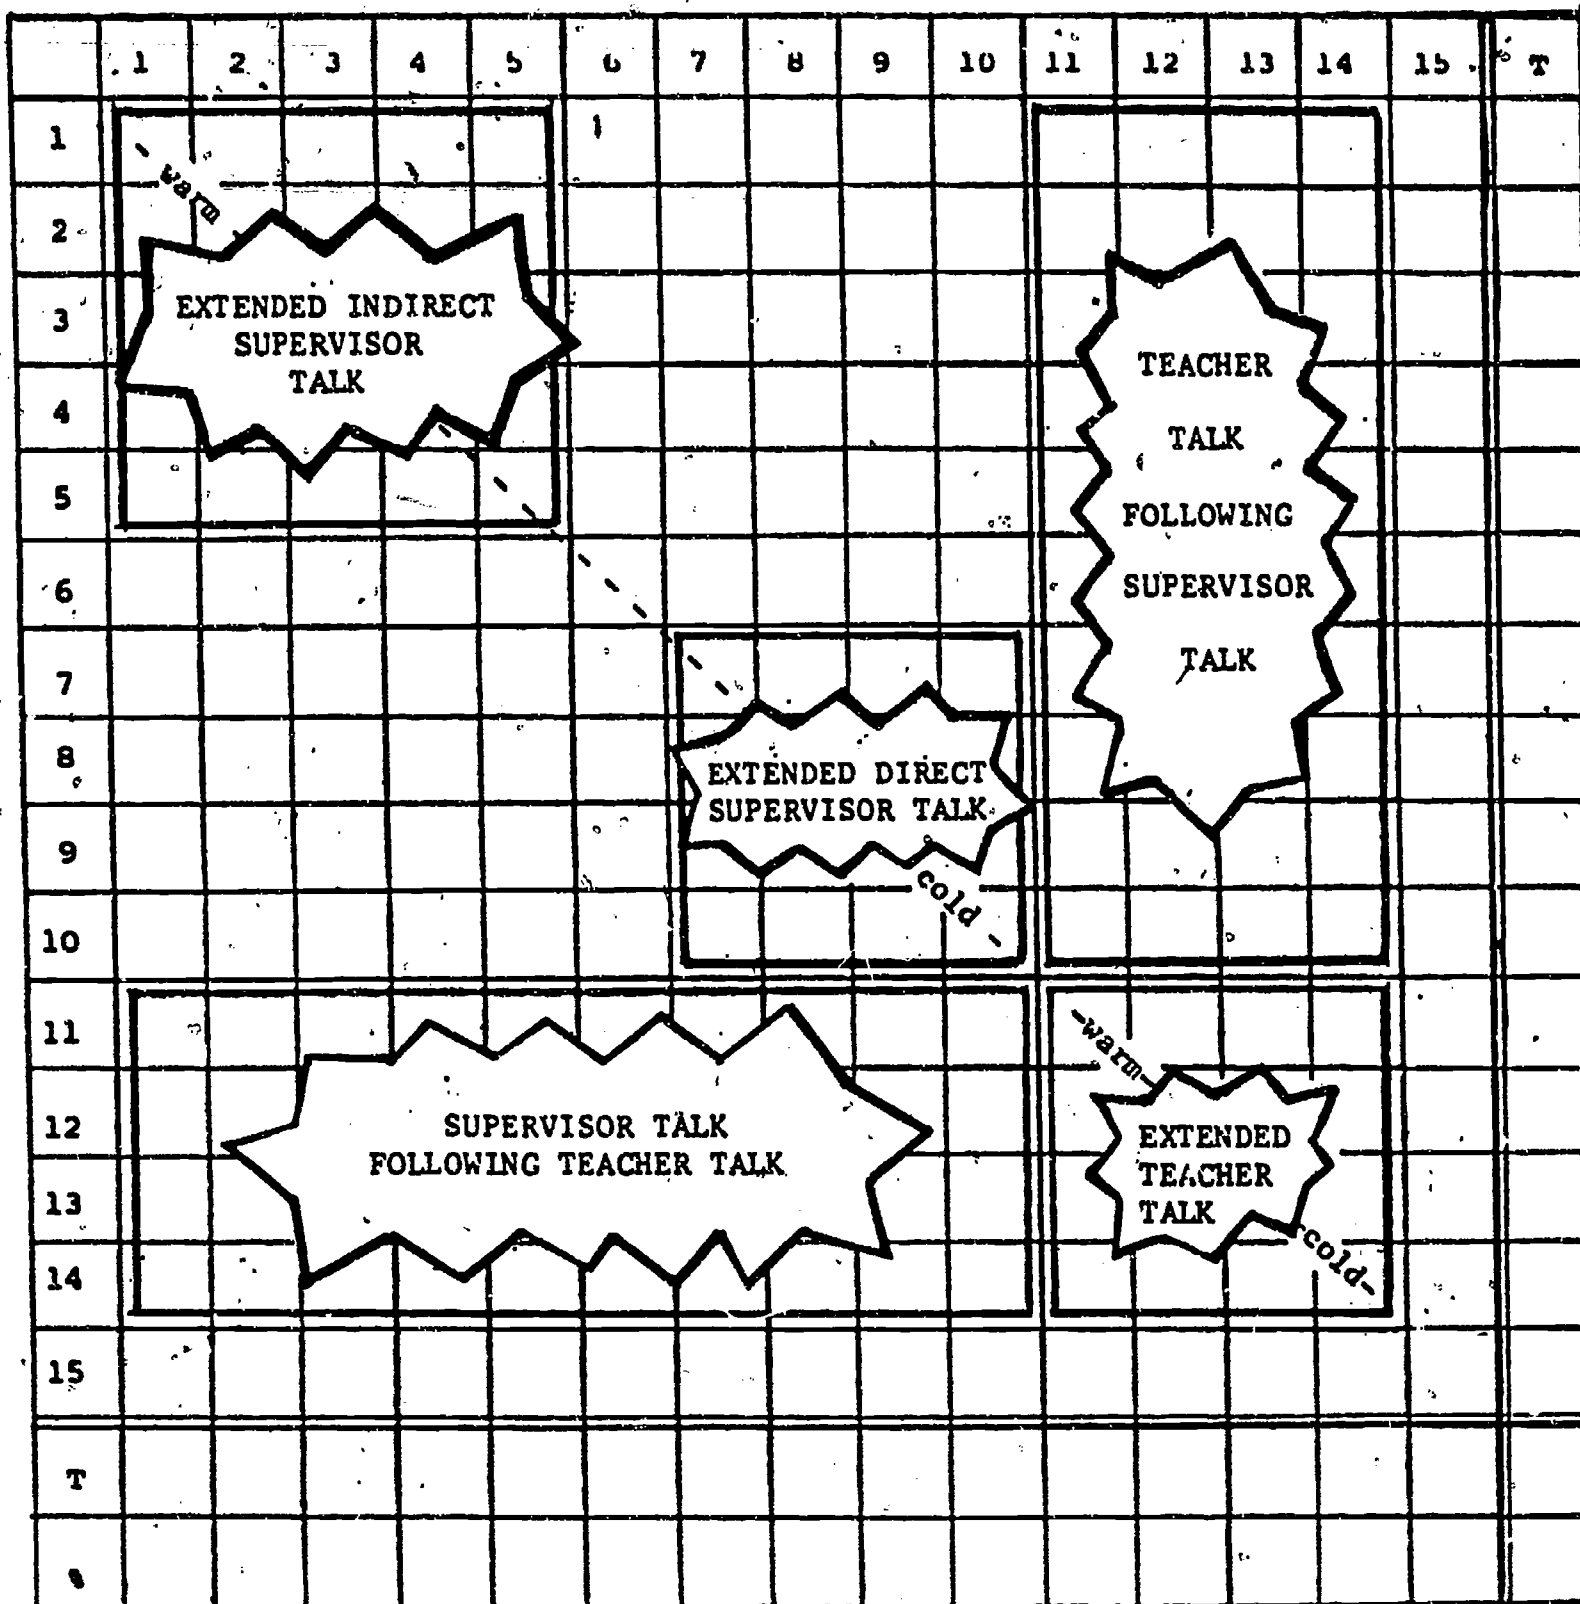 1 2 3 4 5 6 7 8 9 10 11 12 13 14 15 T
1
warm
2
3
EXTENDED INDIRECT
SUPERVISOR
TALK
4
5
6
7
8
EXTENDED DIRECT
SUPERVISOR TALK
9
cold
10
TEACHER
TALK
FOLLOWING
SUPERVISOR
TALK
11
12
SUPERVISOR TALK
FOLLOWING TEACHER TALK
13
14
-warm-
EXTENDED
TEACHER
TALK
-cold-
15
T